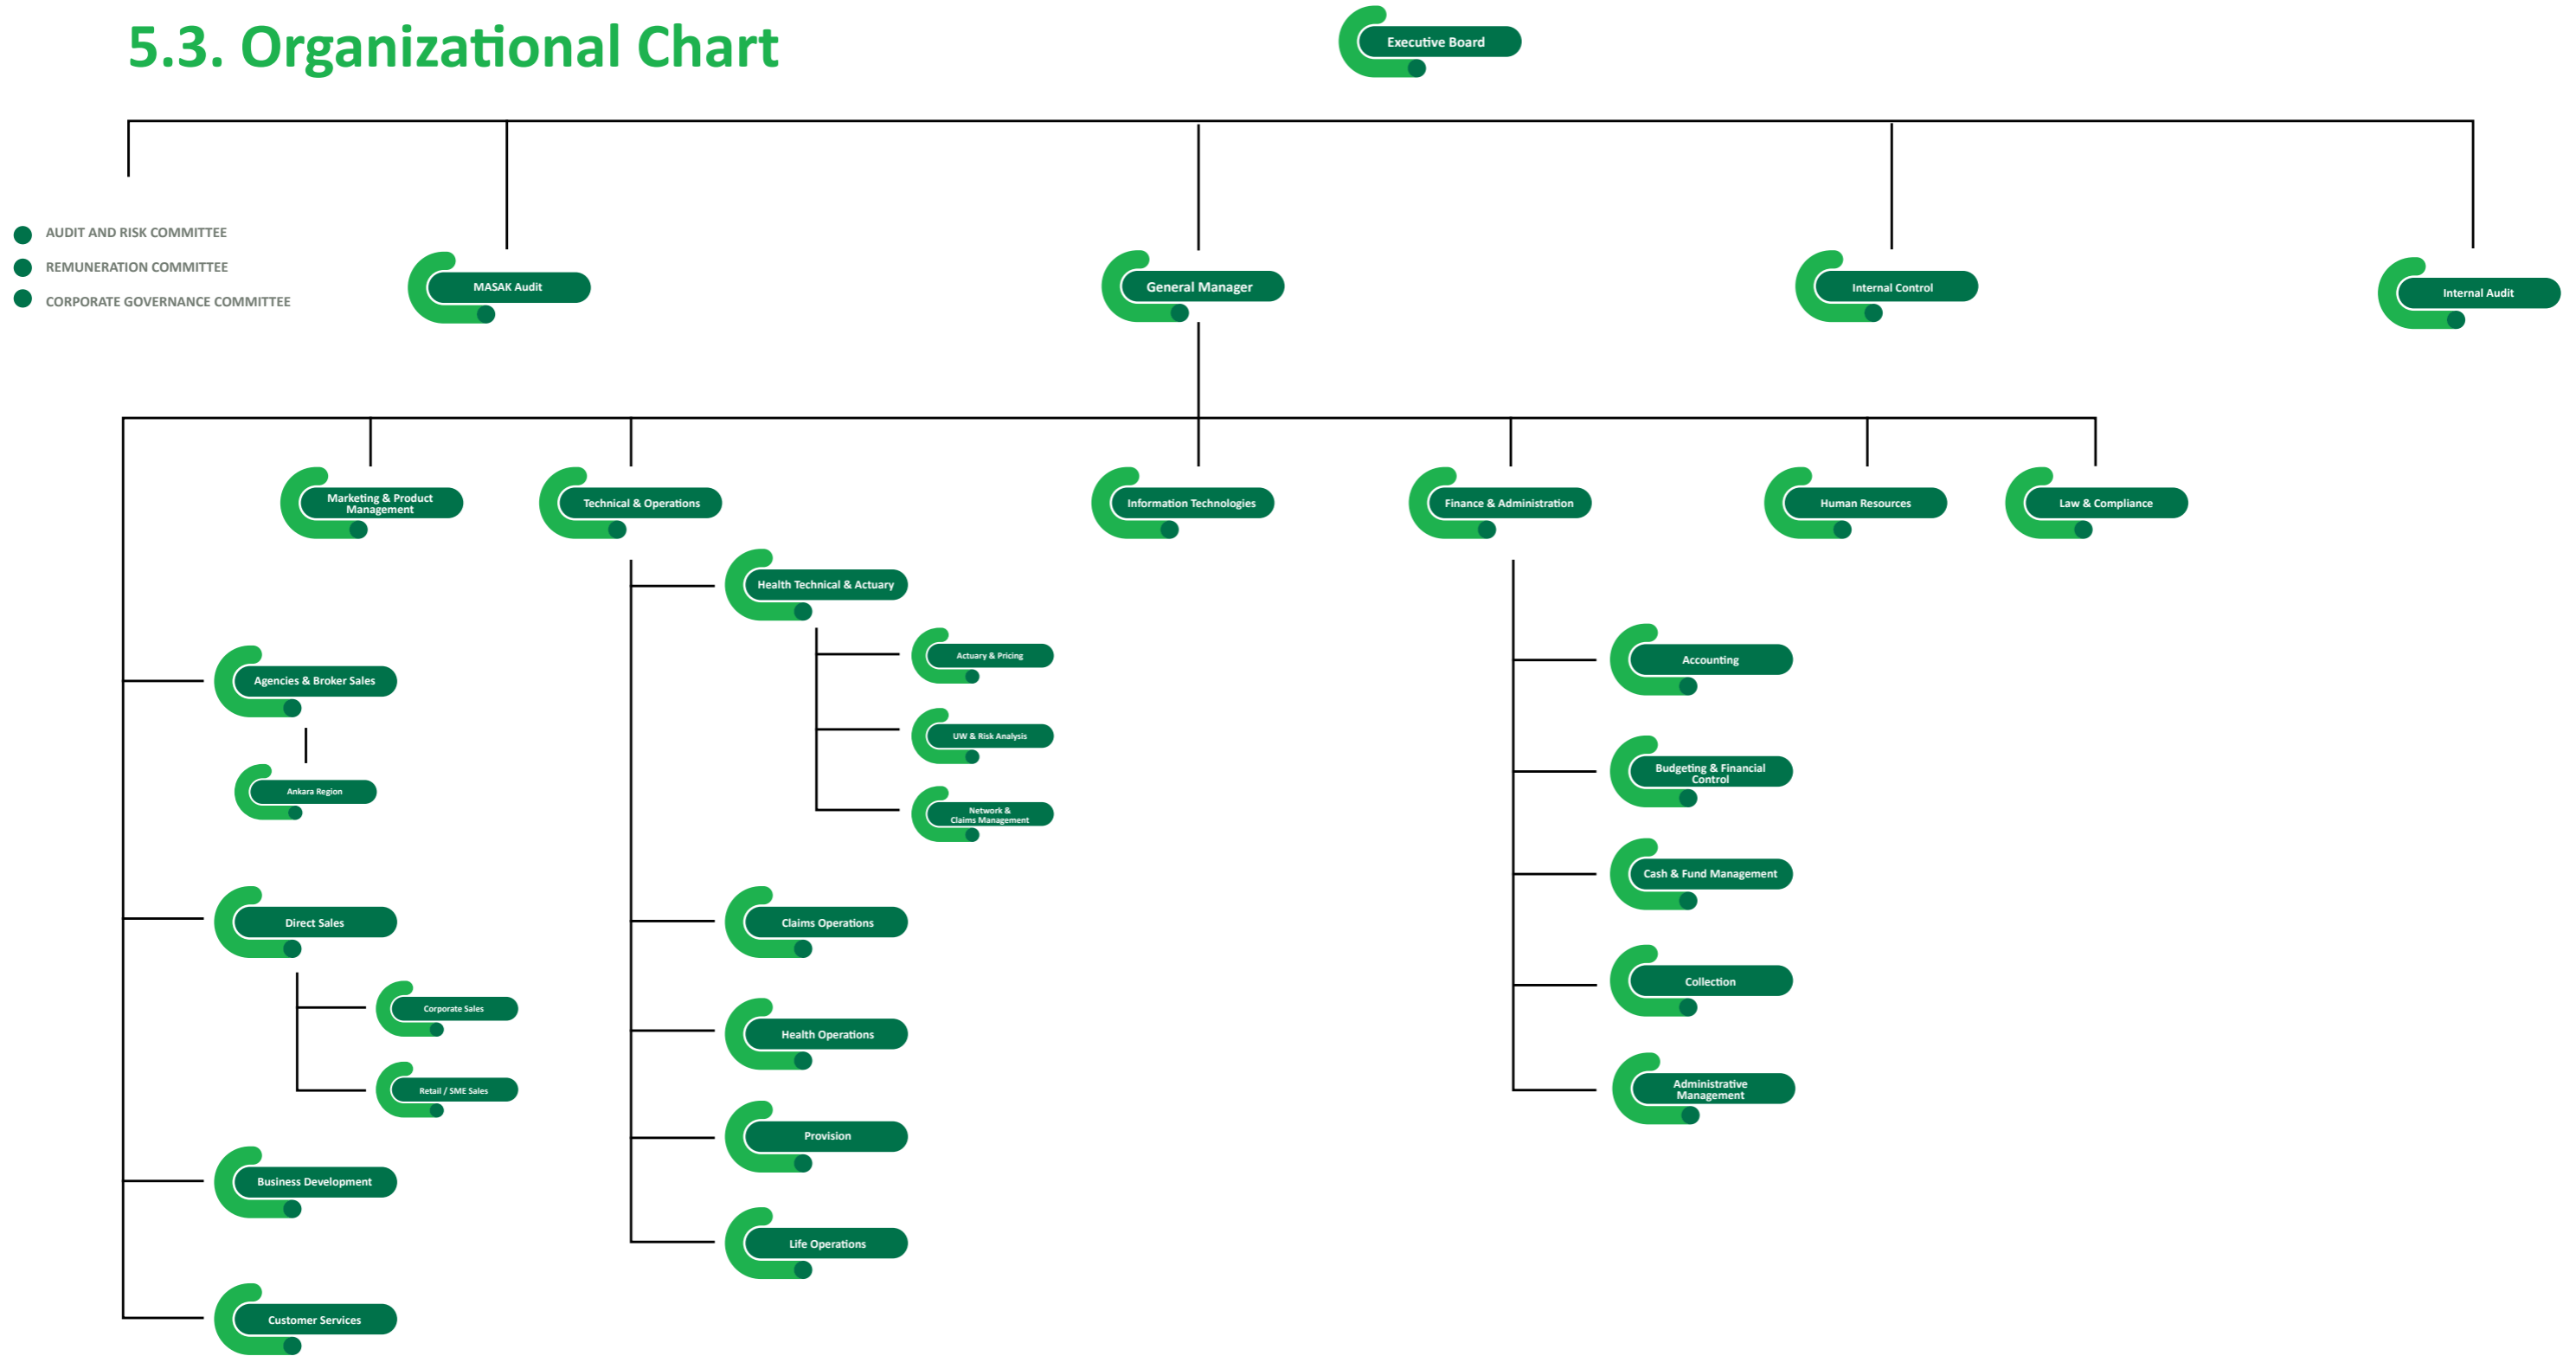 5.3. Organizational Chart
Executive Board
AUDIT AND RISK COMMITTEE
REMUNERATION COMMITTEE
CORPORATE GOVERNANCE COMMITTEE
MASAK Audit
General Manager
Internal Control
Internal Audit
Marketing & Product
Management
Technical & Operations
Information Technologies
Finance & Administration
Human Resources
Law & Compliance
Agencies & Broker Sales
Ankara Region
Direct Sales
Corporate Sales
Retail / SME Sales
Business Development
Customer Services
Health Technical & Actuary
Actuary & Pricing
UW & Risk Analysis
Network &
Claims Management
Claims Operations
Health Operations
Provision
Life Operations
Accounting
Budgeting & Financial
Control
Cash & Fund Management
Collection
Administrative
Management